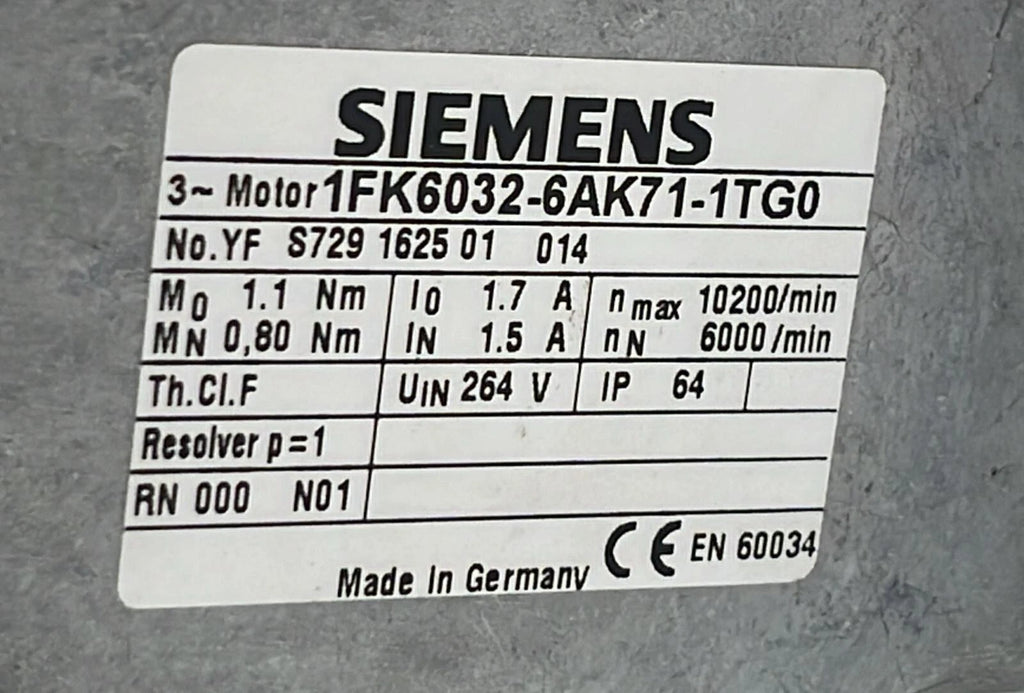 SIEMENS
3~ Motor 1FK6032-6AK71-1TG0
No.YF S729 1625 01 014
M0 1.1 Nm I0 1.7 A nmax 10200/min
MN 0,80 Nm IN 1.5 A nN 6000/min
Th.Cl.F UIN 264 V IP 64
Resolver p=1
RN 000 N01
CE EN 60034
Made in Germany